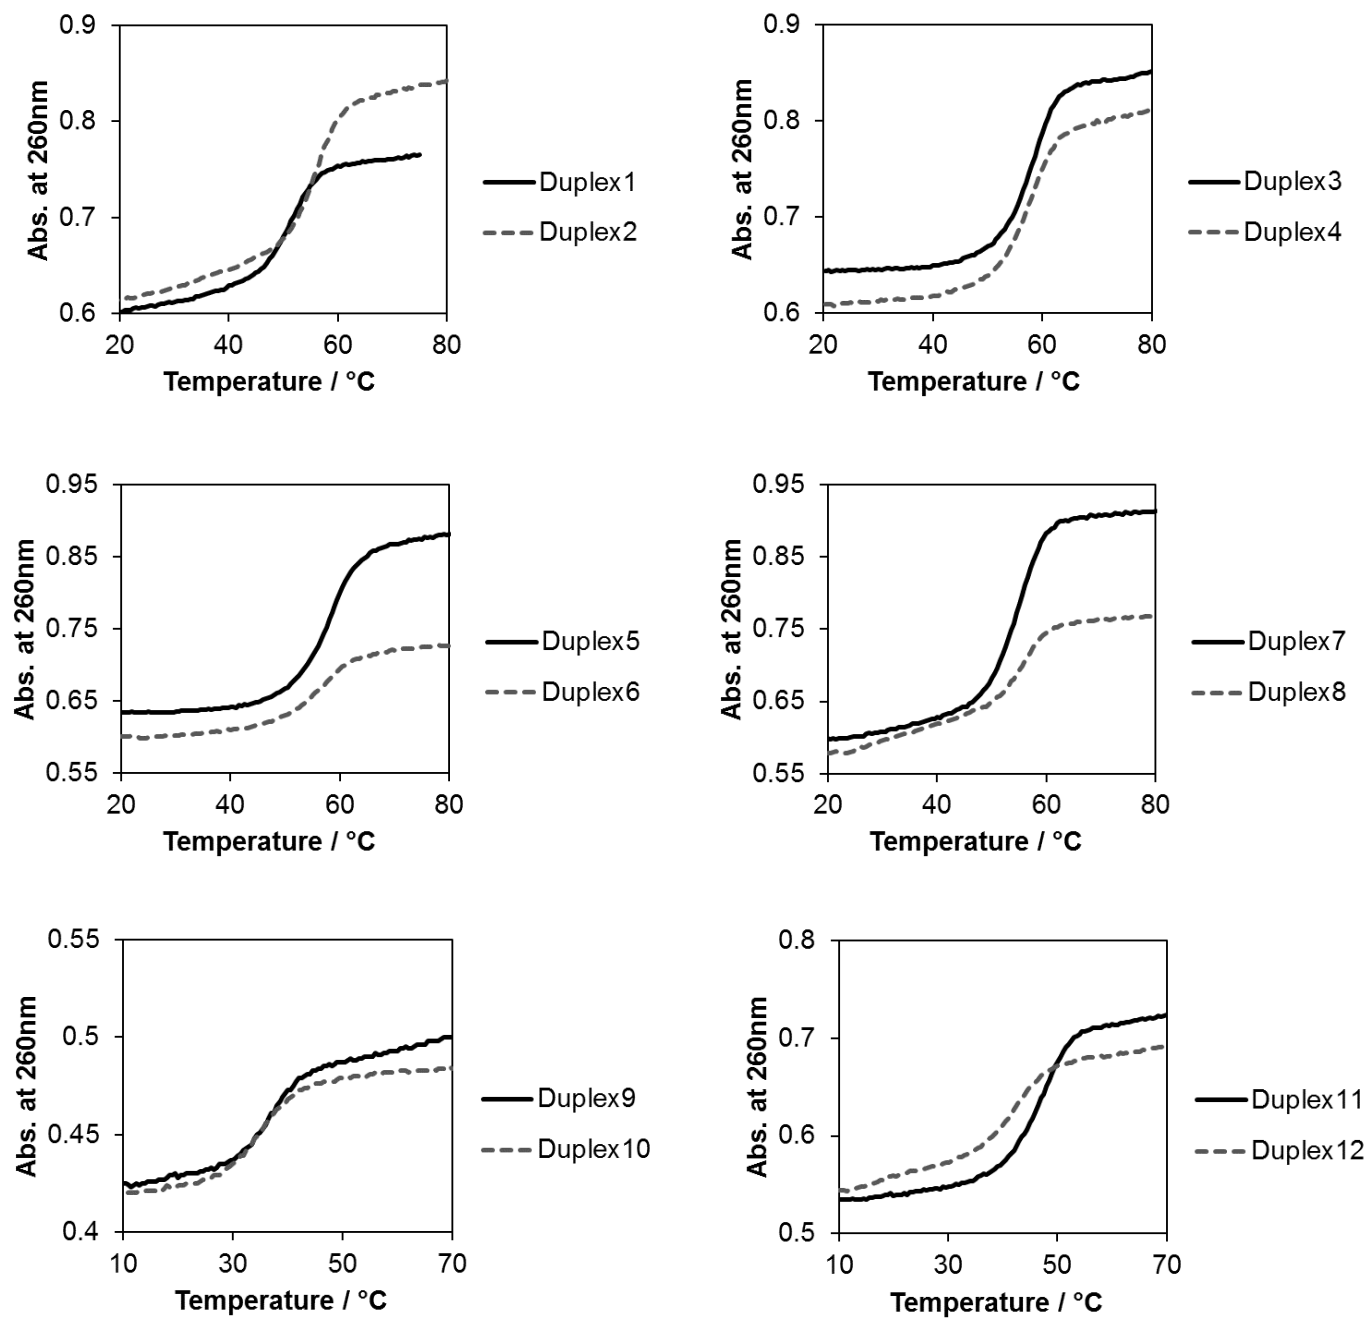 0.9
0.8
0.7
0.6
Abs. at 260nm
20 40 60 80
Temperature / °C
Duplex1
Duplex2
0.9
0.8
0.7
0.6
Abs. at 260nm
20 40 60 80
Temperature / °C
Duplex3
Duplex4
0.95
0.85
0.75
0.65
0.55
Abs. at 260nm
20 40 60 80
Temperature / °C
Duplex5
Duplex6
0.95
0.85
0.75
0.65
0.55
Abs. at 260nm
20 40 60 80
Temperature / °C
Duplex7
Duplex8
0.55
0.5
0.45
0.4
Abs. at 260nm
10 30 50 70
Temperature / °C
Duplex9
Duplex10
0.8
0.7
0.6
0.5
Abs. at 260nm
10 30 50 70
Temperature / °C
Duplex11
Duplex12